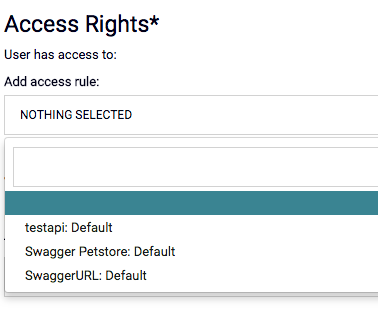 Access Rights*
User has access to:
Add access rule:
NOTHING SELECTED
testapi: Default
Swagger Petstore: Default
SwaggerURL: Default